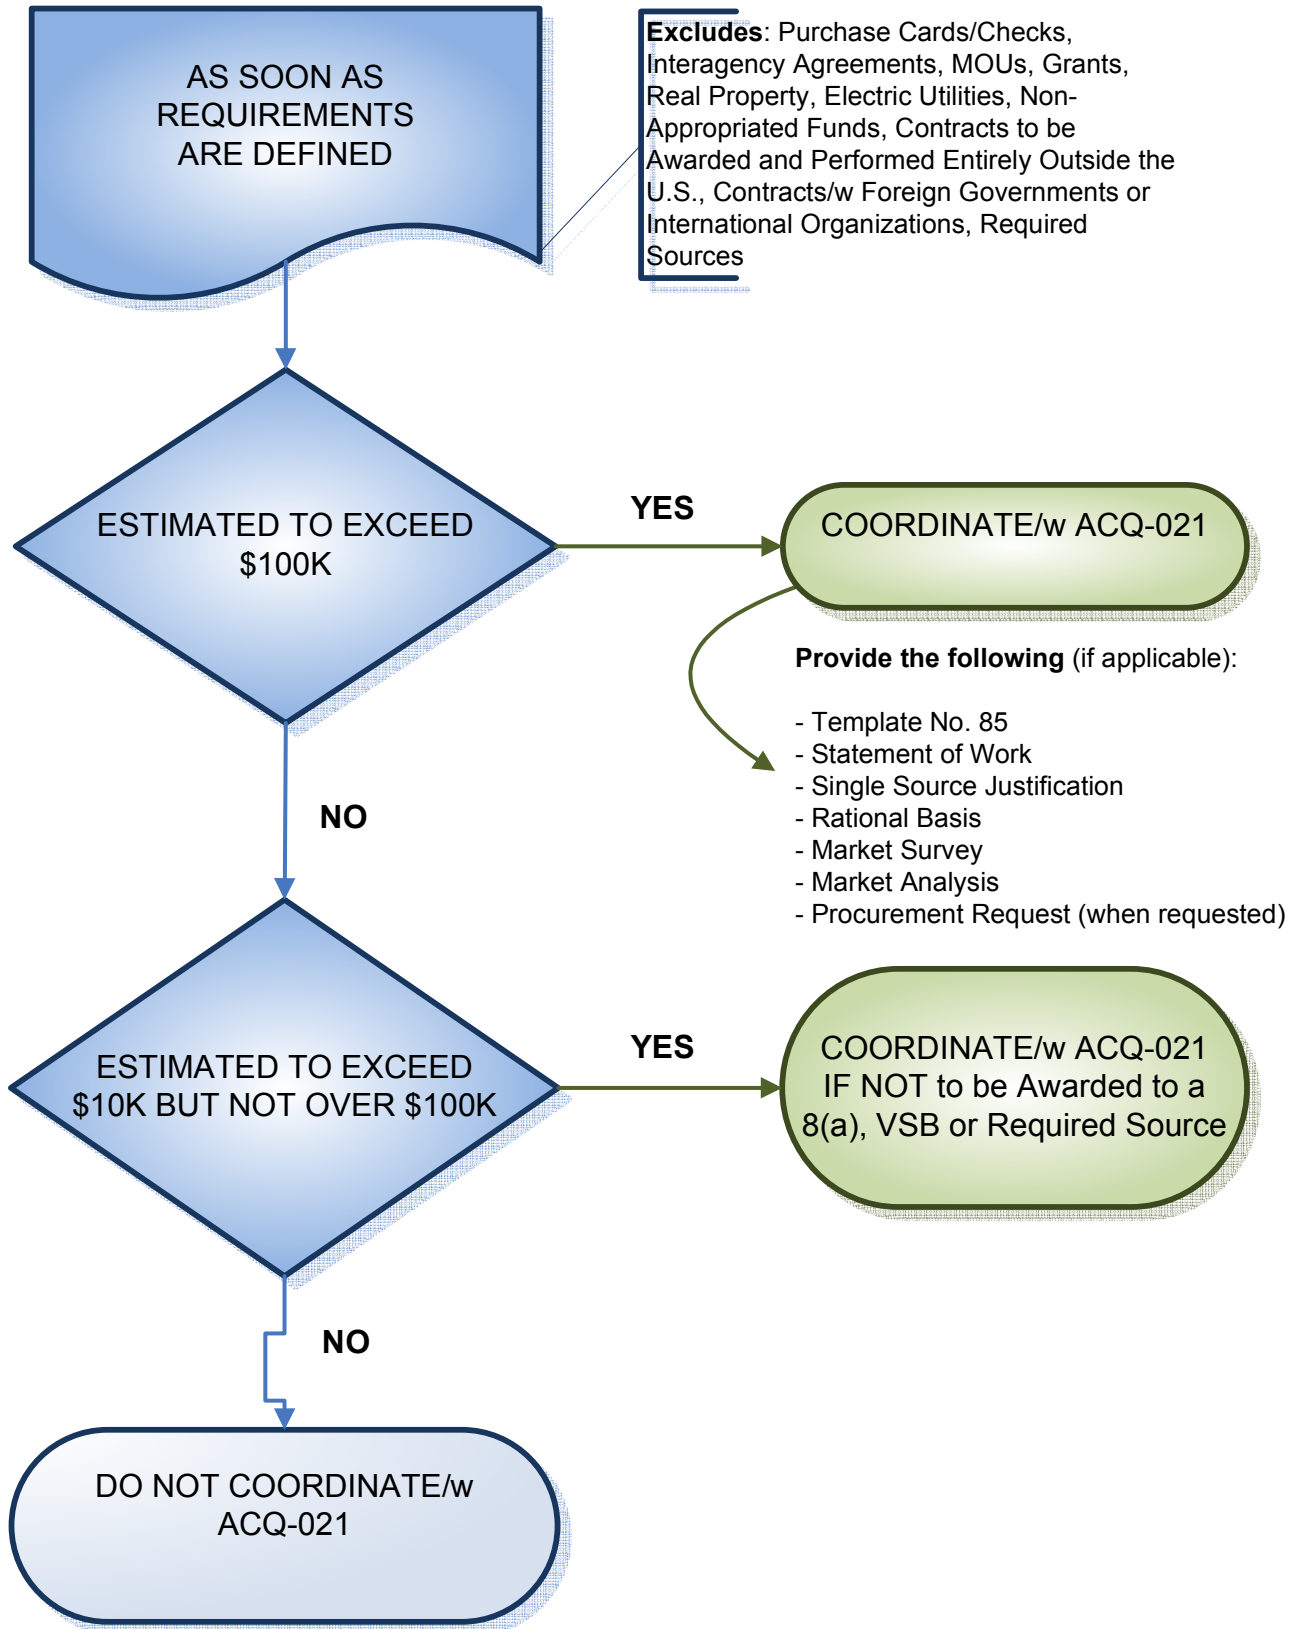 AS SOON AS
REQUIREMENTS
ARE DEFINED
Excludes: Purchase Cards/Checks,
Interagency Agreements, MOUs, Grants,
Real Property, Electric Utilities, Non-
Appropriated Funds, Contracts to be
Awarded and Performed Entirely Outside the
U.S., Contracts/w Foreign Governments or
International Organizations, Required
Sources
ESTIMATED TO EXCEED
$100K
YES
COORDINATE/w ACQ-021
Provide the following (if applicable):
- Template No. 85
- Statement of Work
- Single Source Justification
- Rational Basis
- Market Survey
- Market Analysis
- Procurement Request (when requested)
NO
ESTIMATED TO EXCEED
$10K BUT NOT OVER $100K
YES
COORDINATE/w ACQ-021
IF NOT to be Awarded to a
8(a), VSB or Required Source
NO
DO NOT COORDINATE/w
ACQ-021